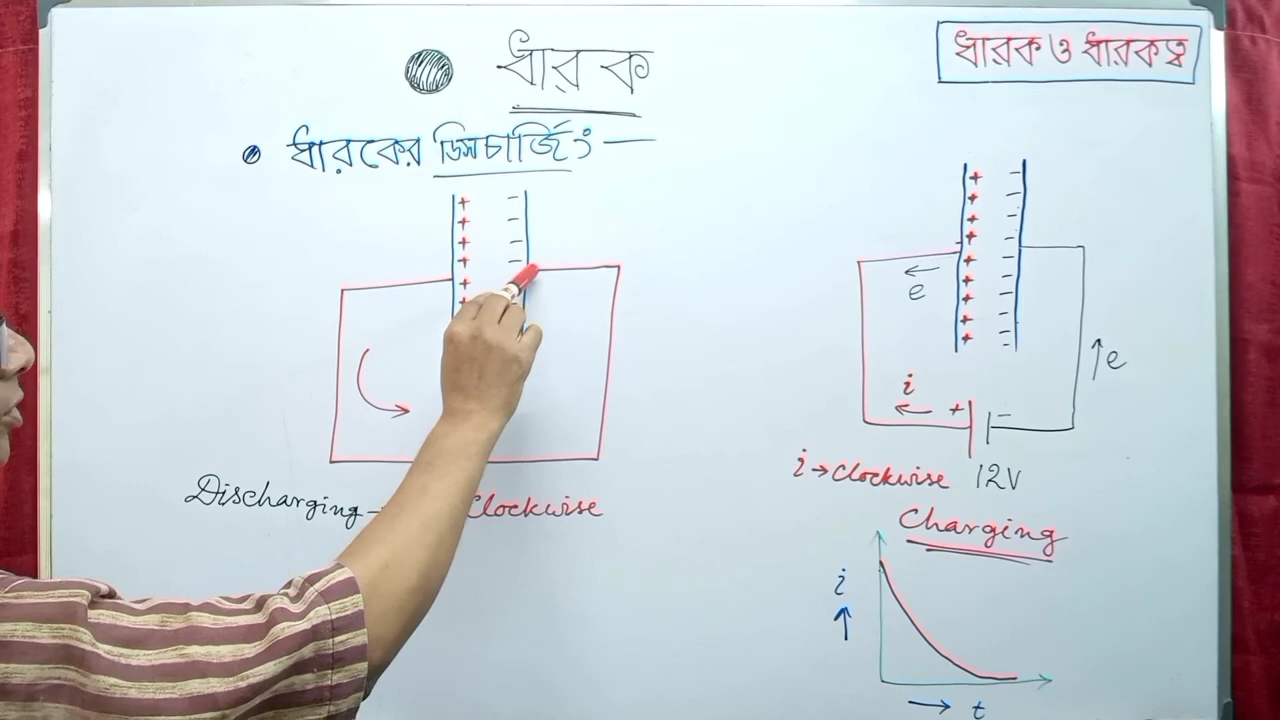 ধারক
ধারক ও ধারকত্ব
ধারকের ডিসচার্জিং:—
e
e
i
+
−
i → Clockwise 12V
Discharging → Clockwise
Charging
i
t